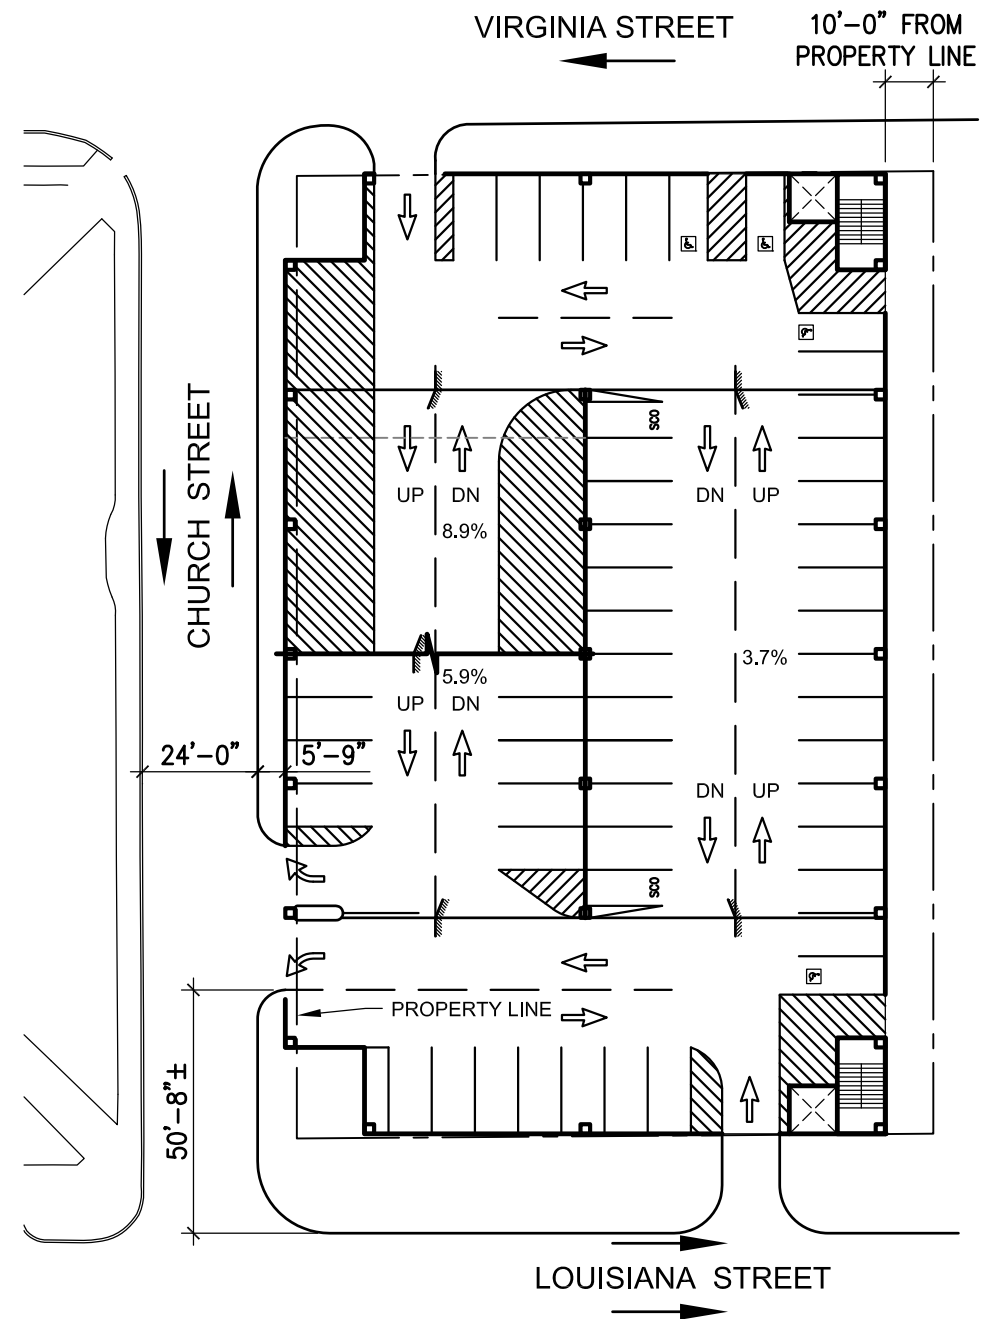 VIRGINIA STREET
10'-0" FROM
PROPERTY LINE
CHURCH STREET
SCO
UP DN
8.9%
DN UP
5.9%
UP DN
3.7%
24'-0"
5'-9"
DN UP
SCO
PROPERTY LINE
50'-8"±
LOUISIANA STREET